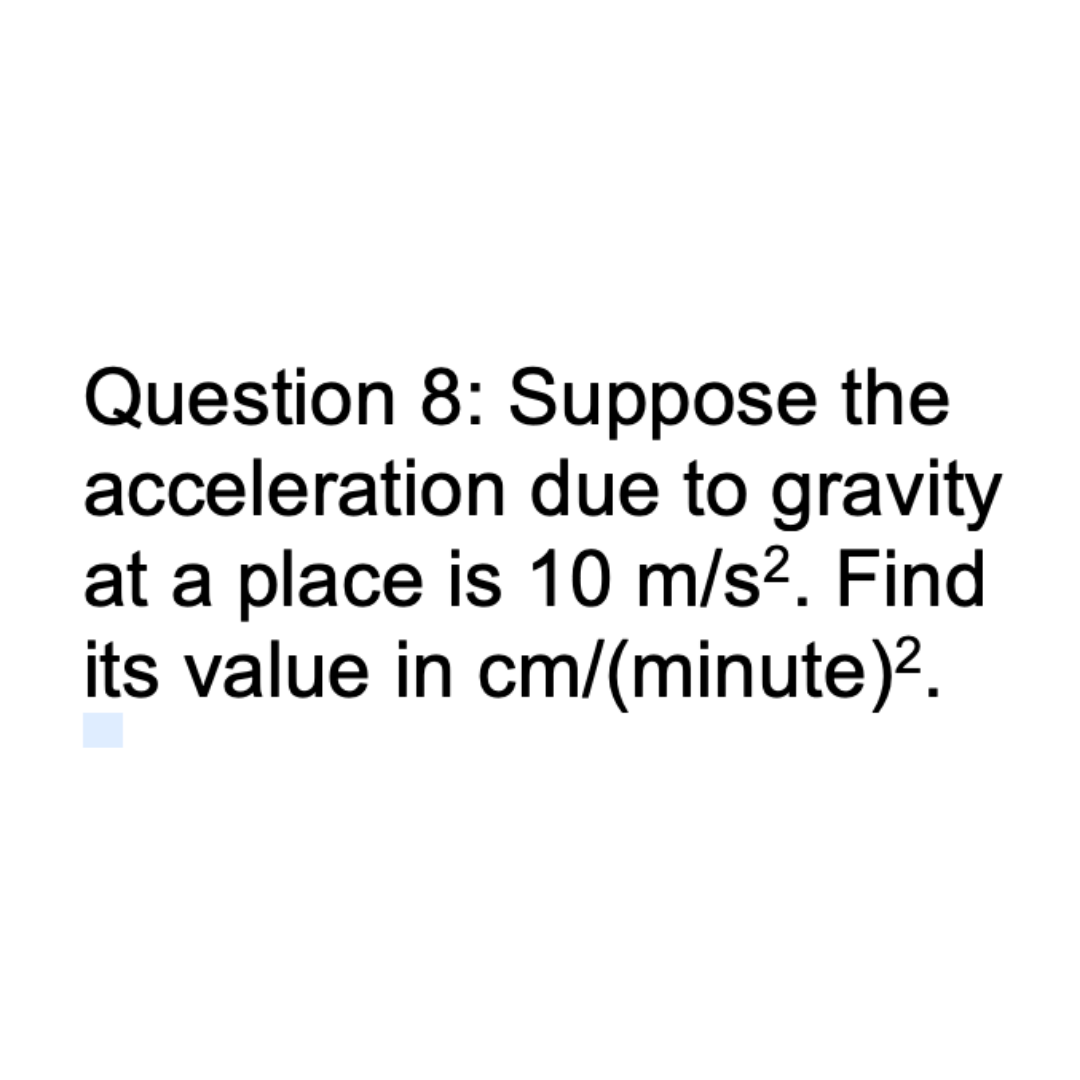 Question 8: Suppose the
acceleration due to gravity
at a place is 10 m/s². Find
its value in cm/(minute)².